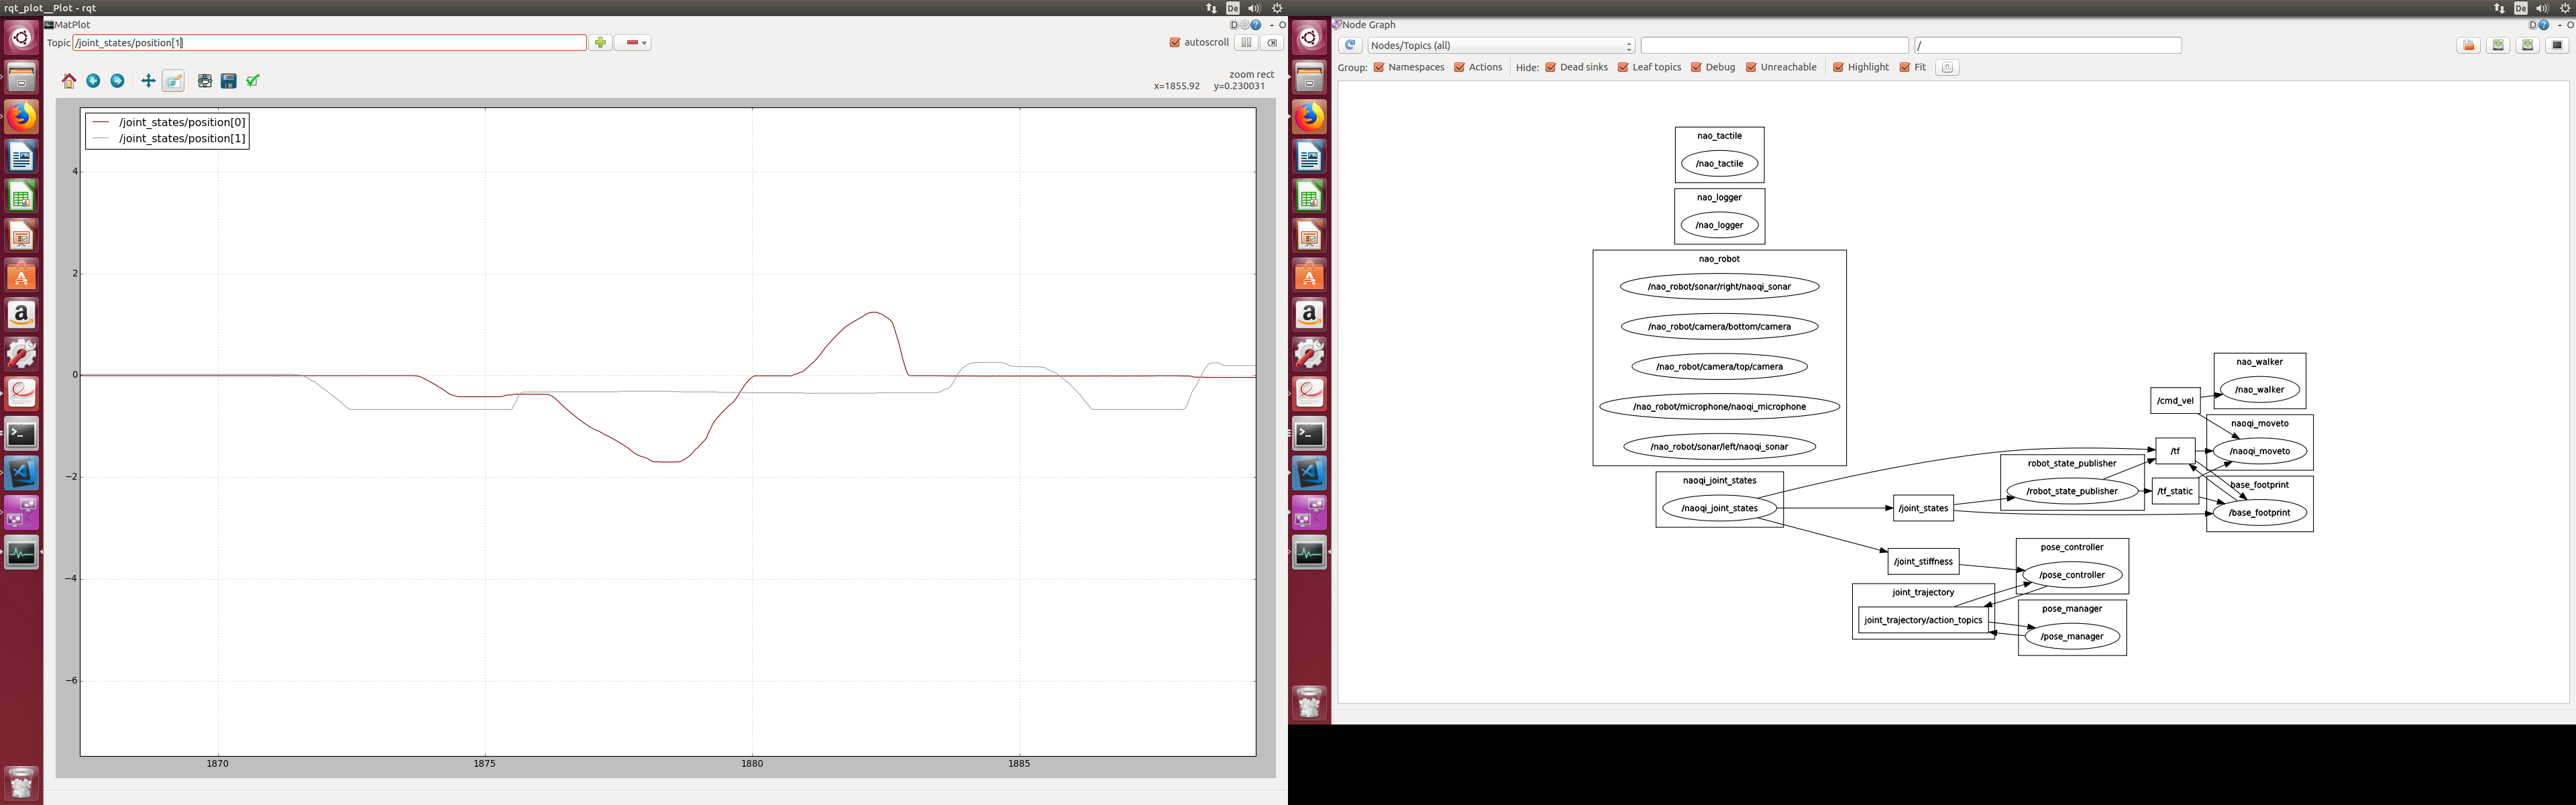 rqt_plot__Plot - rqt
De
MatPlot
D
?
- O
Topic
/joint_states/position[1]
autoscroll
zoom rect
x=1855.92 y=0.230031
/joint_states/position[0]
/joint_states/position[1]
4
2
0
−2
−4
−6
1870
1875
1880
1885
De
Node Graph
D
?
- O
Nodes/Topics (all)
/
Group:
Namespaces
Actions
Hide:
Dead sinks
Leaf topics
Debug
Unreachable
Highlight
Fit
nao_tactile
/nao_tactile
nao_logger
/nao_logger
nao_robot
/nao_robot/sonar/right/naoqi_sonar
/nao_robot/camera/bottom/camera
/nao_robot/camera/top/camera
/nao_robot/microphone/naoqi_microphone
/nao_robot/sonar/left/naoqi_sonar
naoqi_joint_states
/naoqi_joint_states
/joint_states
/joint_stiffness
joint_trajectory
joint_trajectory/action_topics
robot_state_publisher
/robot_state_publisher
pose_controller
/pose_controller
pose_manager
/pose_manager
/cmd_vel
/tf
/tf_static
nao_walker
/nao_walker
naoqi_moveto
/naoqi_moveto
base_footprint
/base_footprint